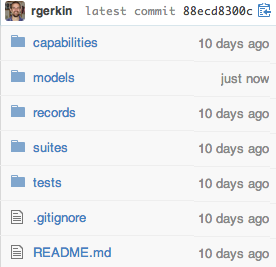 rgerkin latest commit 88ecd8300c
capabilities 10 days ago
models just now
records 10 days ago
suites 10 days ago
tests 10 days ago
.gitignore 10 days ago
README.md 10 days ago